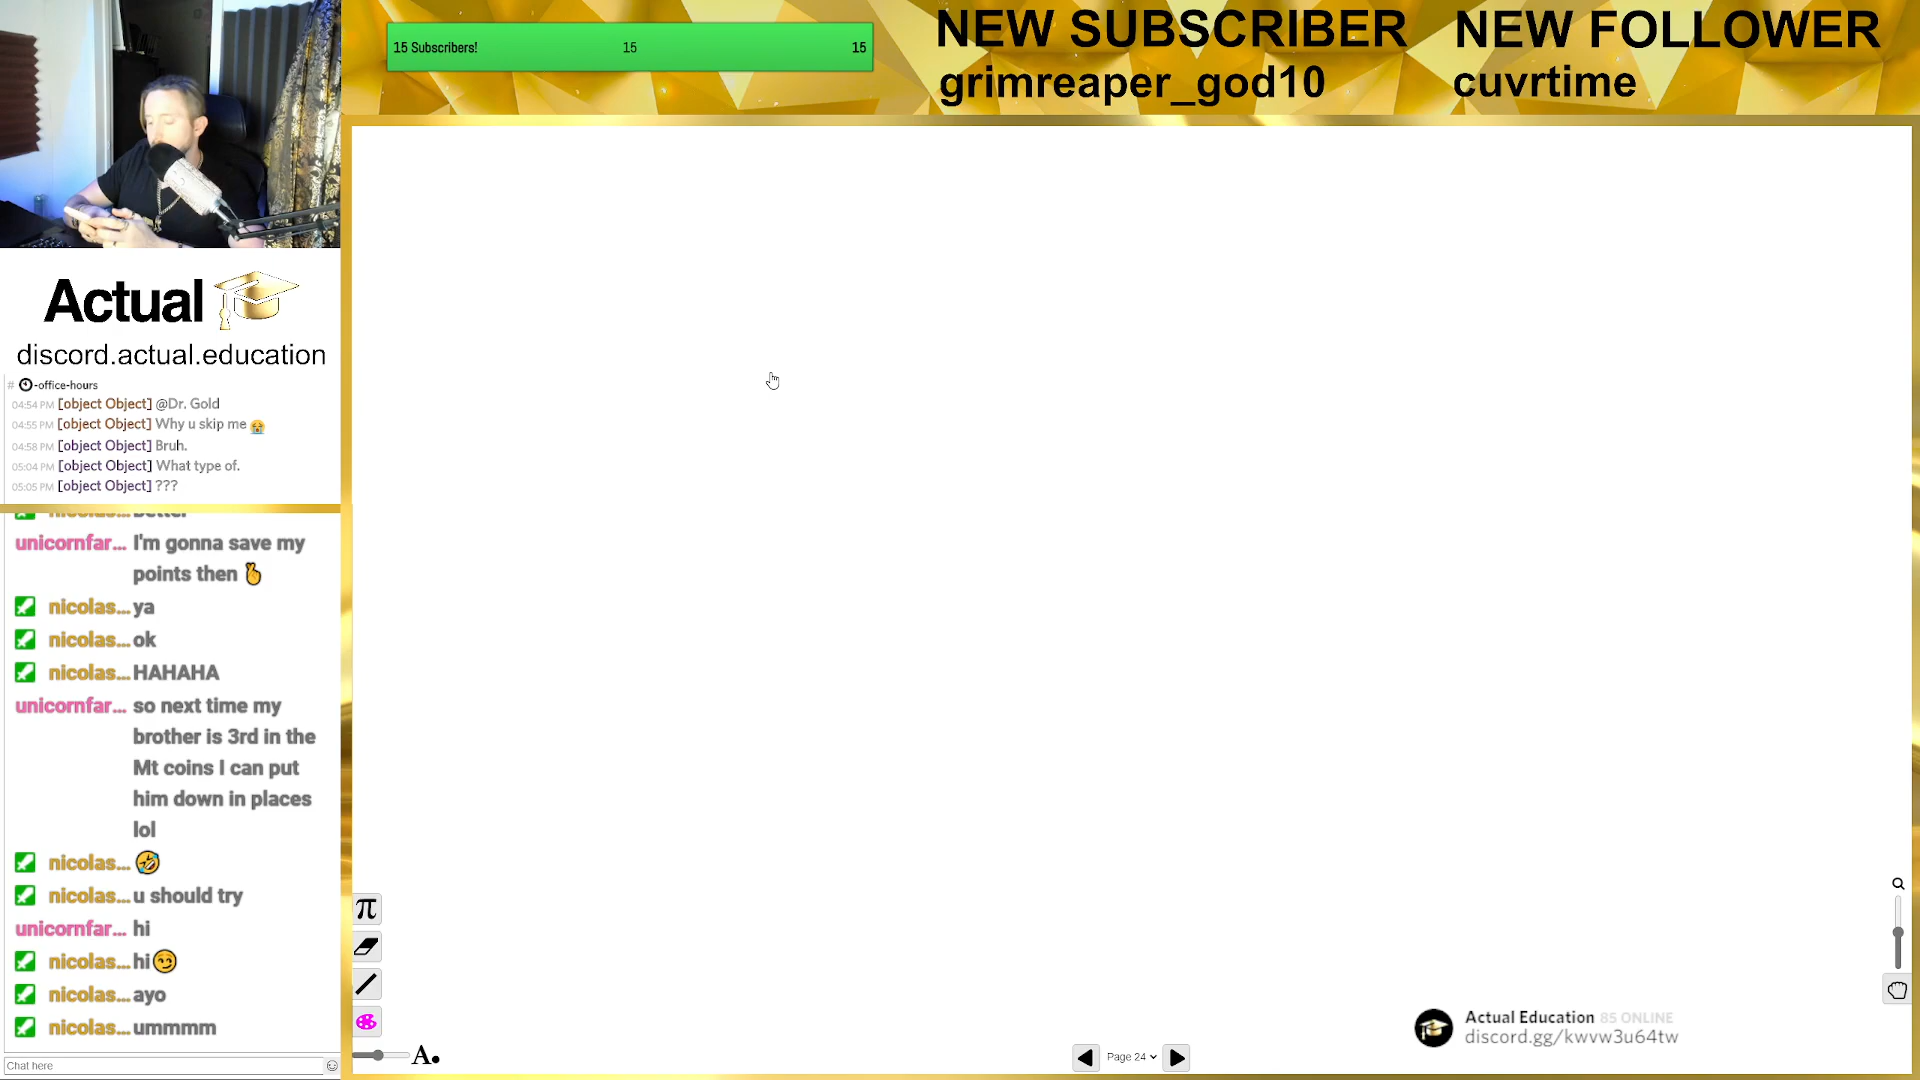 15 Subscribers! 15 15
NEW SUBSCRIBER
grimreaper_god10
NEW FOLLOWER
cuvrtime
Actual
discord.actual.education
# -office-hours
04:54 PM [object Object] @Dr. Gold
04:55 PM [object Object] Why u skip me
04:58 PM [object Object] Bruh.
05:04 PM [object Object] What type of.
05:05 PM [object Object] ???
unicornfar... I'm gonna save my
points then
nicolas... ya
nicolas... ok
nicolas... HAHAHA
unicornfar... so next time my
brother is 3rd in the
Mt coins I can put
him down in places
lol
nicolas...
nicolas... u should try
unicornfar... hi
nicolas... hi
nicolas... ayo
nicolas... ummmm
Chat here
π
A
Page 24
Actual Education 85 ONLINE
discord.gg/kwvw3u64tw